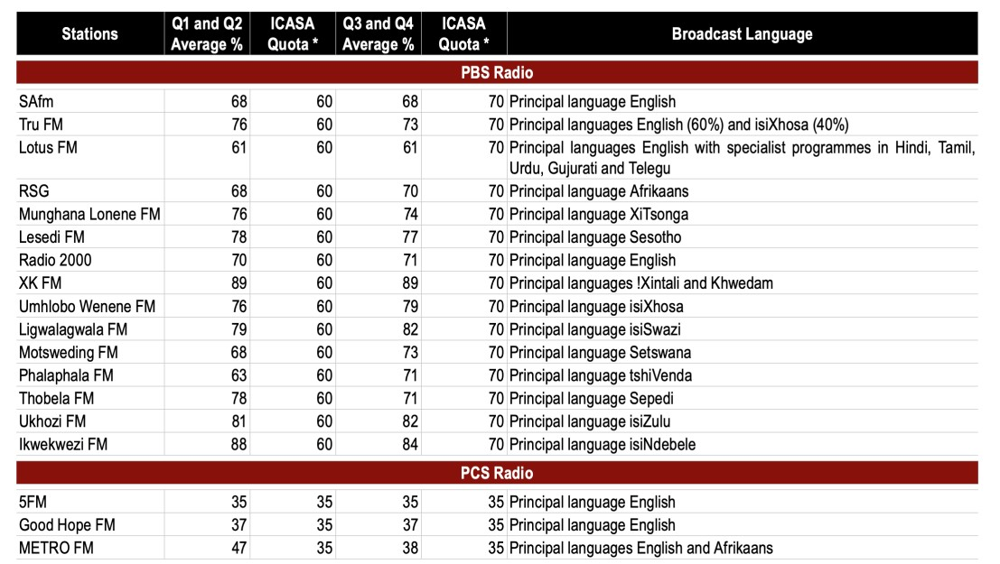 Stations Q1 and Q2 Average % ICASA Quota * Q3 and Q4 Average % ICASA Quota * Broadcast Language
PBS Radio
SAfm 68 60 68 70 Principal language English
Tru FM 76 60 73 70 Principal languages English (60%) and isiXhosa (40%)
Lotus FM 61 60 61 70 Principal languages English with specialist programmes in Hindi, Tamil,
Urdu, Gujurati and Telegu
RSG 68 60 70 70 Principal language Afrikaans
Munghana Lonene FM 76 60 74 70 Principal language XiTsonga
Lesedi FM 78 60 77 70 Principal language Sesotho
Radio 2000 70 60 71 70 Principal language English
XK FM 89 60 89 70 Principal languages !Xintali and Khwedam
Umhlobo Wenene FM 76 60 79 70 Principal language isiXhosa
Ligwalagwala FM 79 60 82 70 Principal language isiSwazi
Motsweding FM 68 60 73 70 Principal language Setswana
Phalaphala FM 63 60 71 70 Principal language tshiVenda
Thobela FM 78 60 71 70 Principal language Sepedi
Ukhozi FM 81 60 82 70 Principal language isiZulu
Ikwekwezi FM 88 60 84 70 Principal language isiNdebele
PCS Radio
5FM 35 35 35 35 Principal language English
Good Hope FM 37 35 37 35 Principal language English
METRO FM 47 35 38 35 Principal languages English and Afrikaans